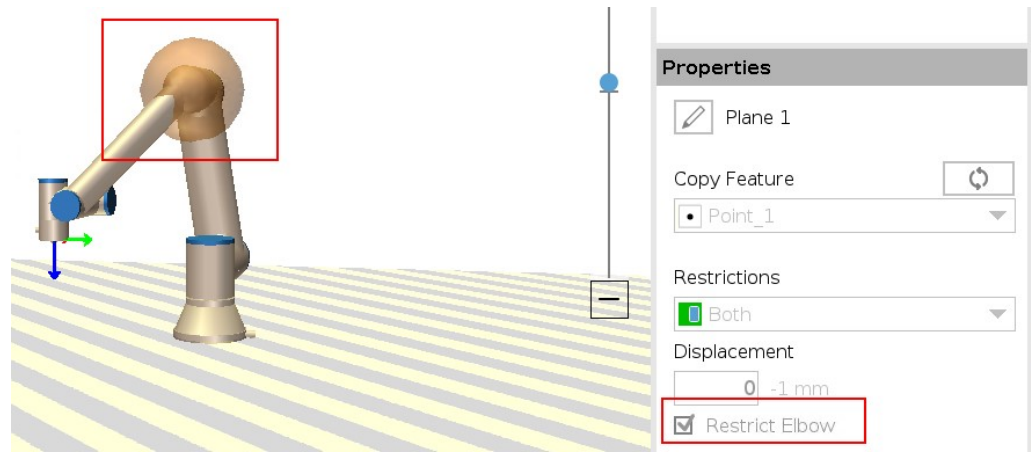 Properties
Plane 1
Copy Feature
Point_1
Restrictions
Both
Displacement
0 -1 mm
Restrict Elbow